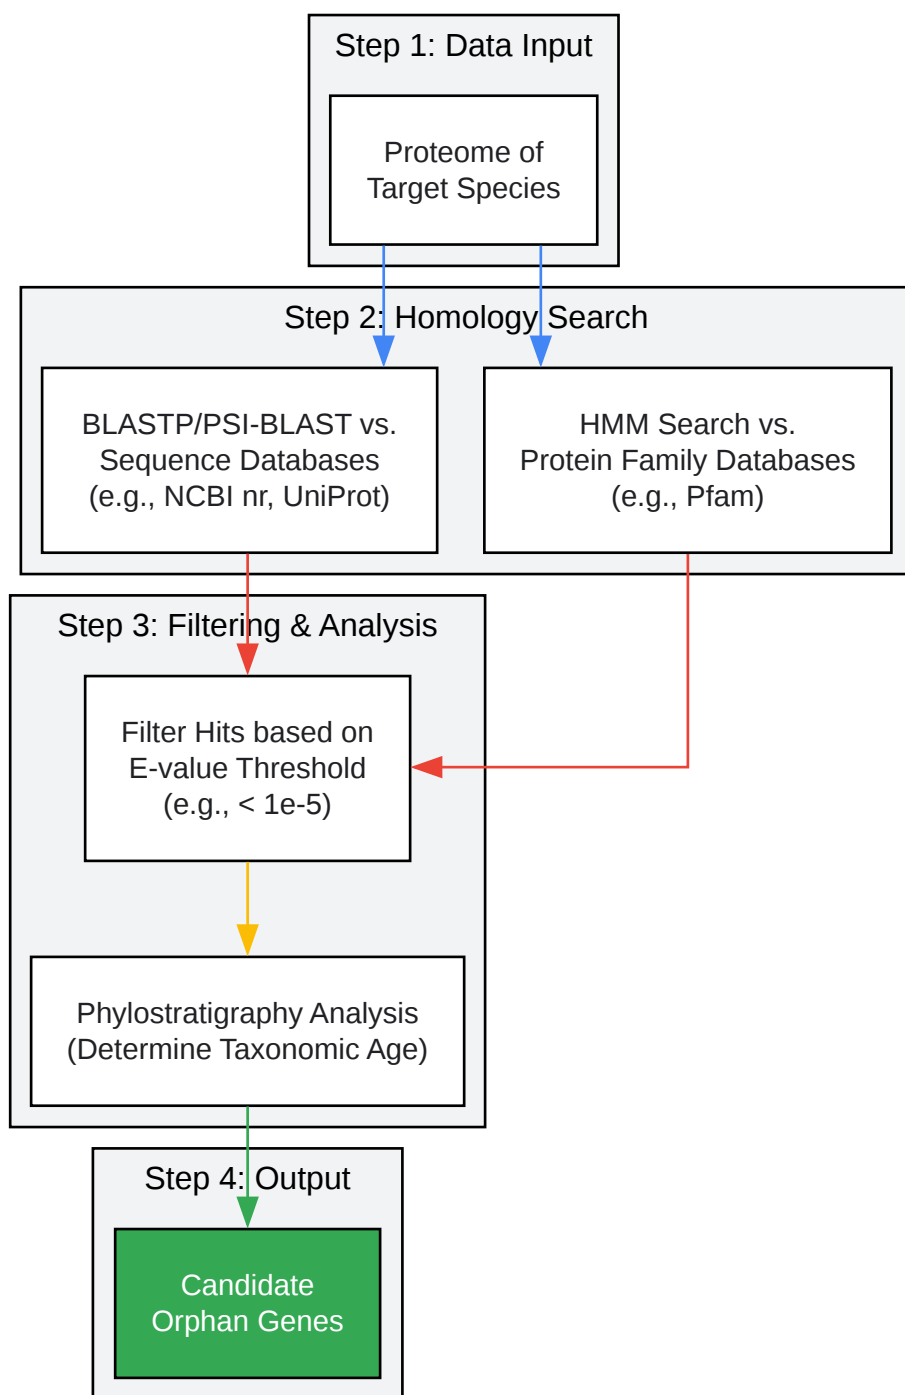 Step 1: Data Input
Proteome of
Target Species
Step 2: Homology Search
BLASTP/PSI-BLAST vs.
Sequence Databases
(e.g., NCBI nr, UniProt)
HMM Search vs.
Protein Family Databases
(e.g., Pfam)
Step 3: Filtering & Analysis
Filter Hits based on
E-value Threshold
(e.g., < 1e-5)
Phylostratigraphy Analysis
(Determine Taxonomic Age)
Step 4: Output
Candidate
Orphan Genes